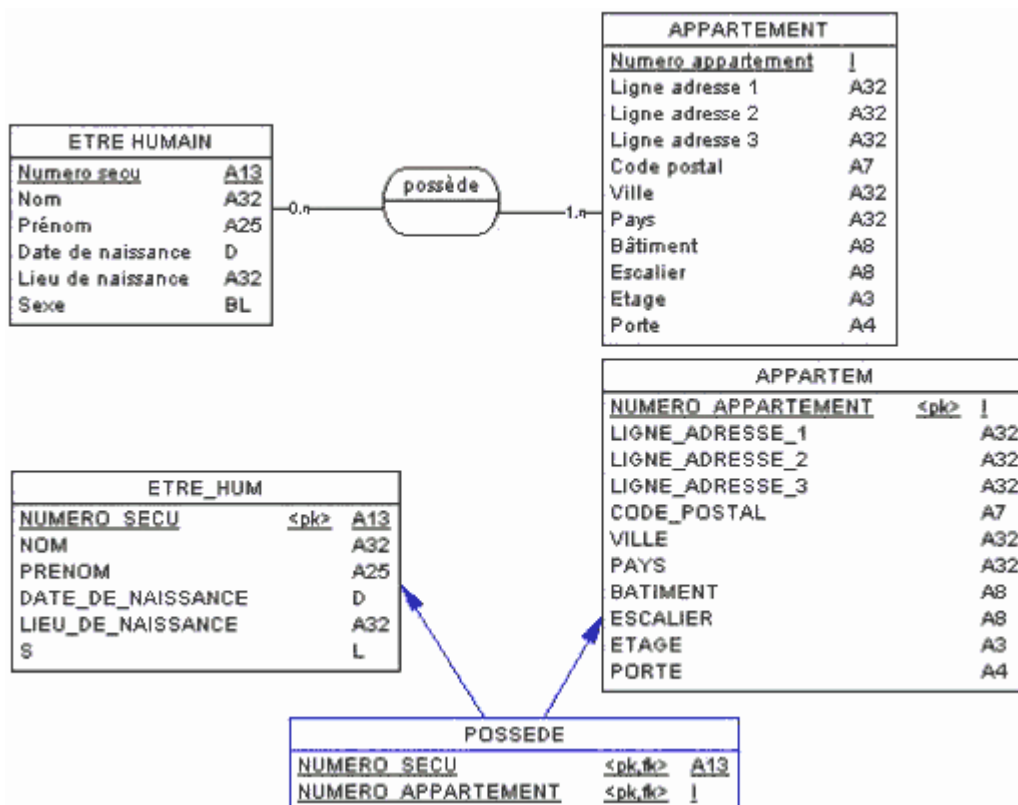 APPARTEMENT
Numero appartement I
Ligne adresse 1 A32
Ligne adresse 2 A32
Ligne adresse 3 A32
Code postal A7
Ville A32
Pays A32
Bâtiment A8
Escalier A8
Etage A3
Porte A4
ETRE HUMAIN
Numero secu A13
Nom A32
Prénom A25
Date de naissance D
Lieu de naissance A32
Sexe BL
0,n
possède
1,n
APPARTEM
NUMERO_APPARTEMENT <pk> I
LIGNE_ADRESSE_1 A32
LIGNE_ADRESSE_2 A32
LIGNE_ADRESSE_3 A32
CODE_POSTAL A7
VILLE A32
PAYS A32
BATIMENT A8
ESCALIER A8
ETAGE A3
PORTE A4
ETRE_HUM
NUMERO_SECU <pk> A13
NOM A32
PRENOM A25
DATE_DE_NAISSANCE D
LIEU_DE_NAISSANCE A32
S L
POSSEDE
NUMERO_SECU <pk,fk> A13
NUMERO_APPARTEMENT <pk,fk> I